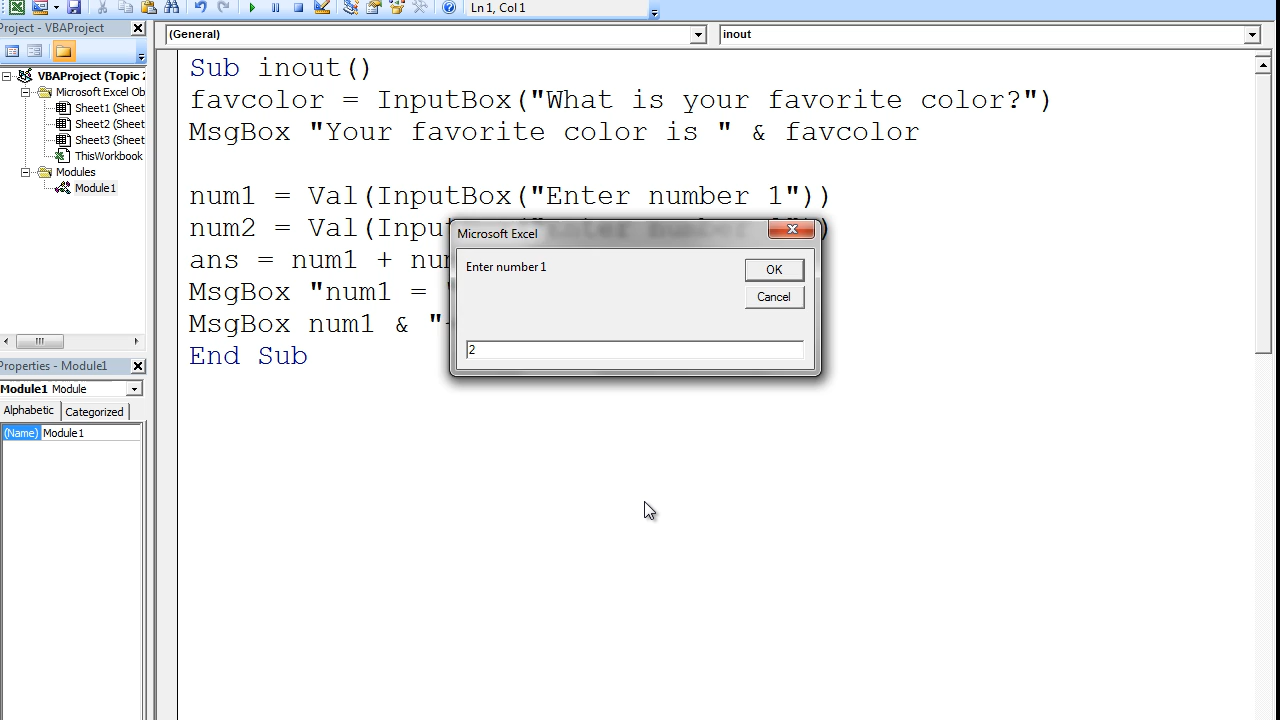 Ln 1, Col 1
Project - VBAProject
(General)
inout
VBAProject (Topic 2
Microsoft Excel Ob
Sheet1 (Sheet
Sheet2 (Sheet
Sheet3 (Sheet
ThisWorkbook
Modules
Module1
Properties - Module1
Module1 Module
Alphabetic
Categorized
(Name) Module1
Sub inout()
favcolor = InputBox("What is your favorite color?")
MsgBox "Your favorite color is " & favcolor
num1 = Val(InputBox("Enter number 1"))
num2 = Val(Inpu
ans = num1 + nu
MsgBox "num1 =
MsgBox num1 & "
End Sub
Microsoft Excel
Enter number 1
OK
Cancel
2